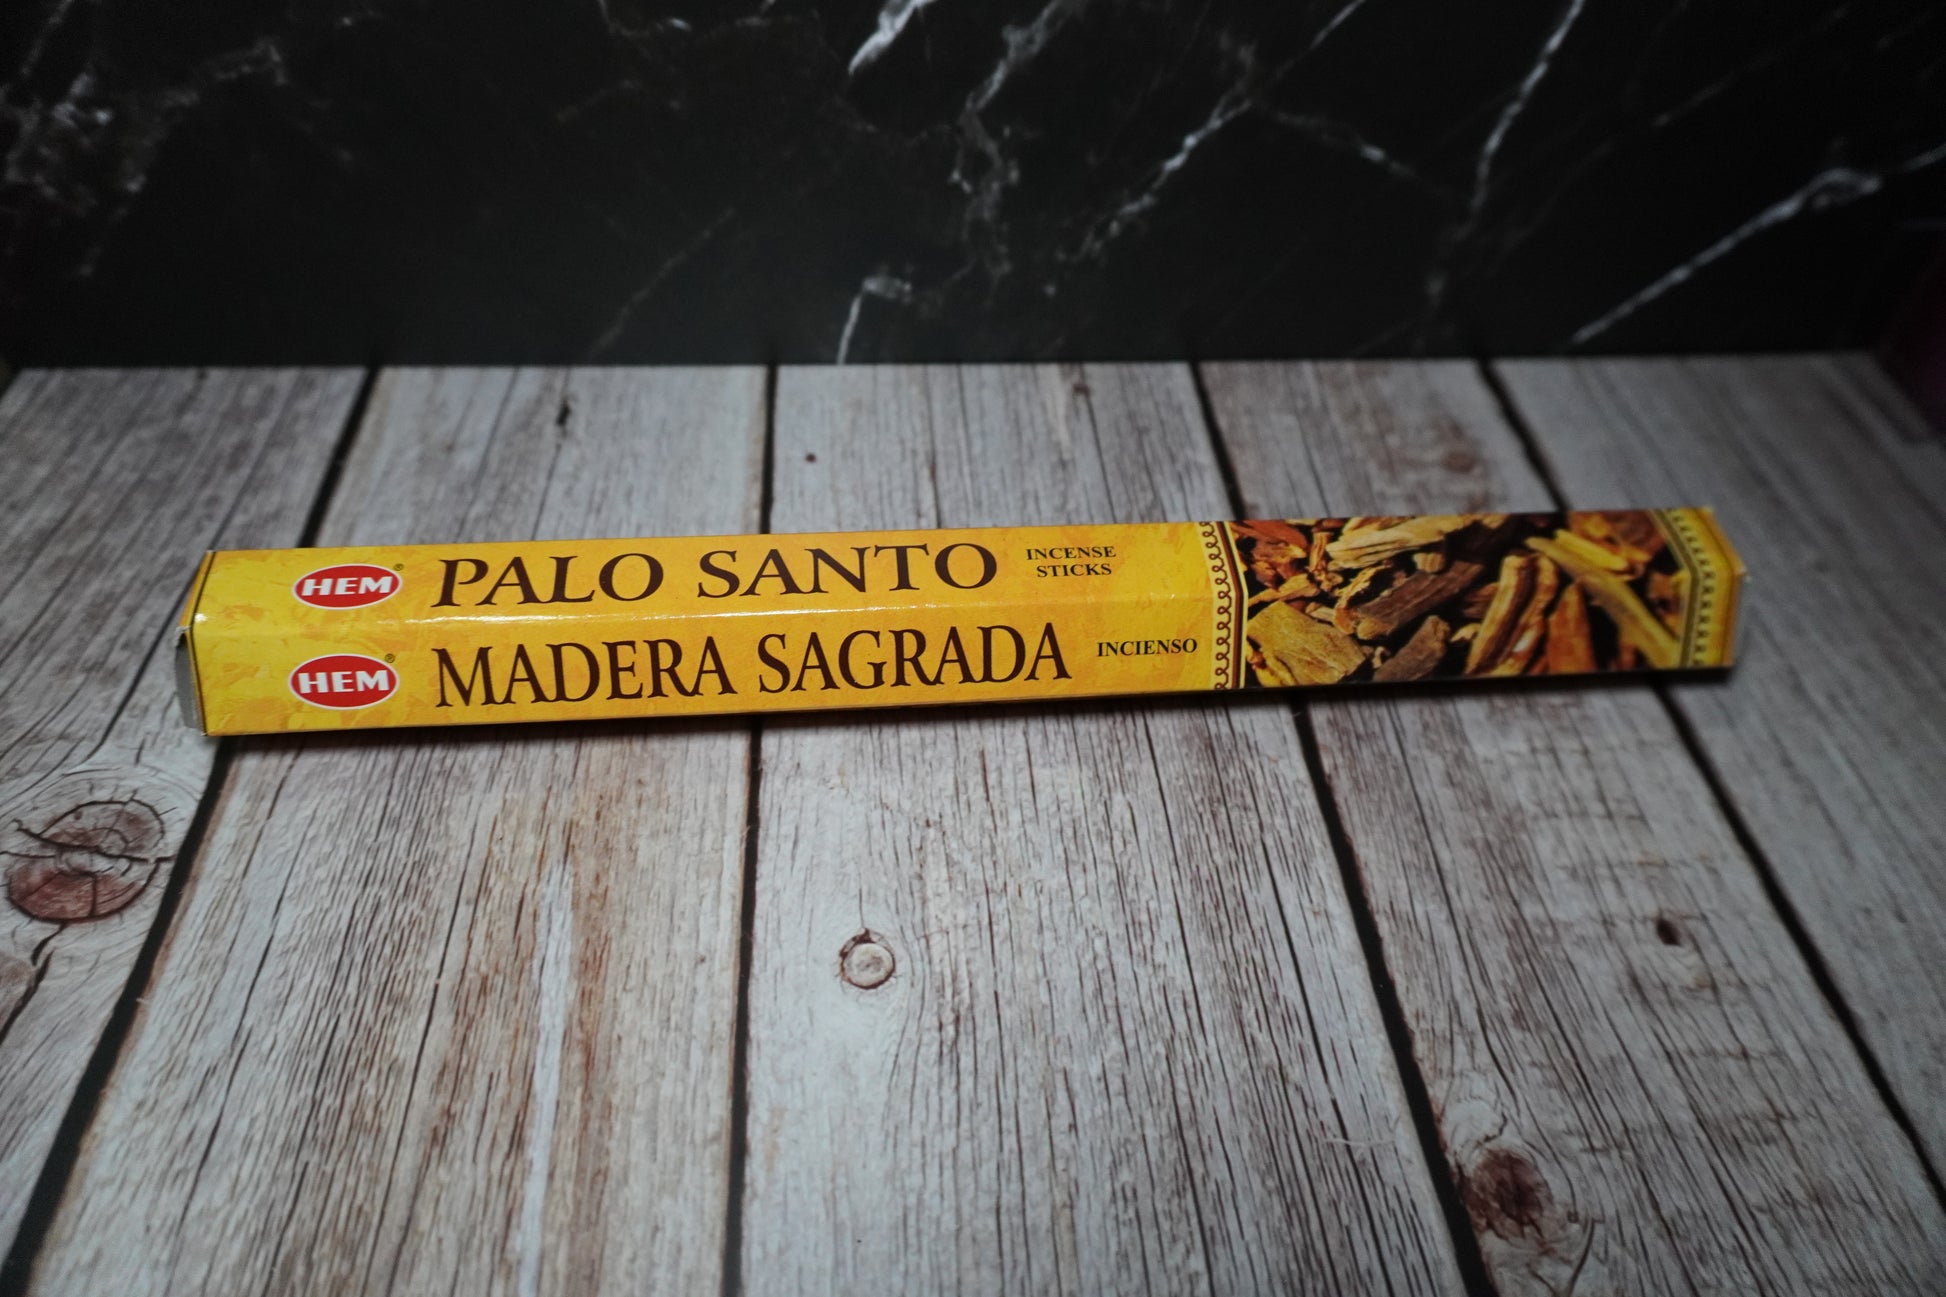 HEM® PALO SANTO INCENSE
STICKS
HEM® MADERA SAGRADA INCIENSO